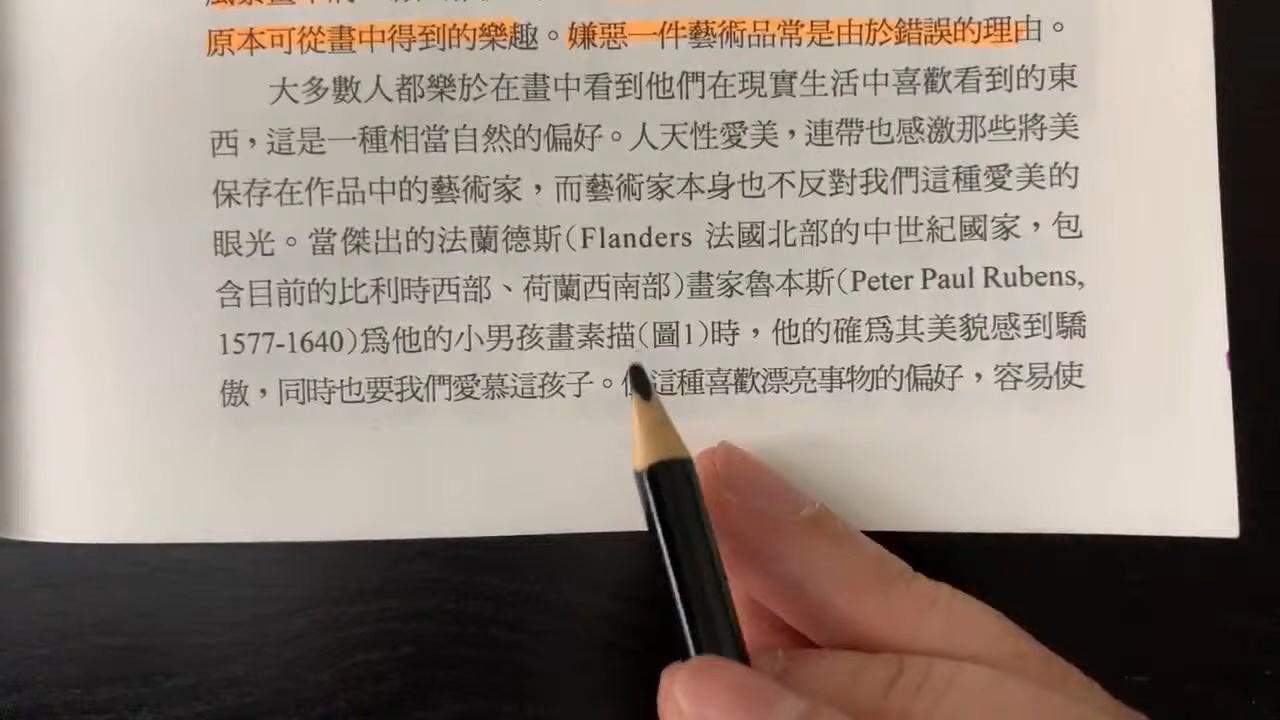 原本可從畫中得到的樂趣。嫌惡一件藝術品常是由於錯誤的理由。
大多數人都樂於在畫中看到他們在現實生活中喜歡看到的東
西，這是一種相當自然的偏好。人天性愛美，連帶也感激那些將美
保存在作品中的藝術家，而藝術家本身也不反對我們這種愛美的
眼光。當傑出的法蘭德斯(Flanders 法國北部的中世紀國家，包
含目前的比利時西部、荷蘭西南部)畫家魯本斯(Peter Paul Rubens,
1577-1640)爲他的小男孩畫素描(圖1)時，他的確爲其美貌感到驕
傲，同時也要我們愛慕這孩子。這種喜歡漂亮事物的偏好，容易使